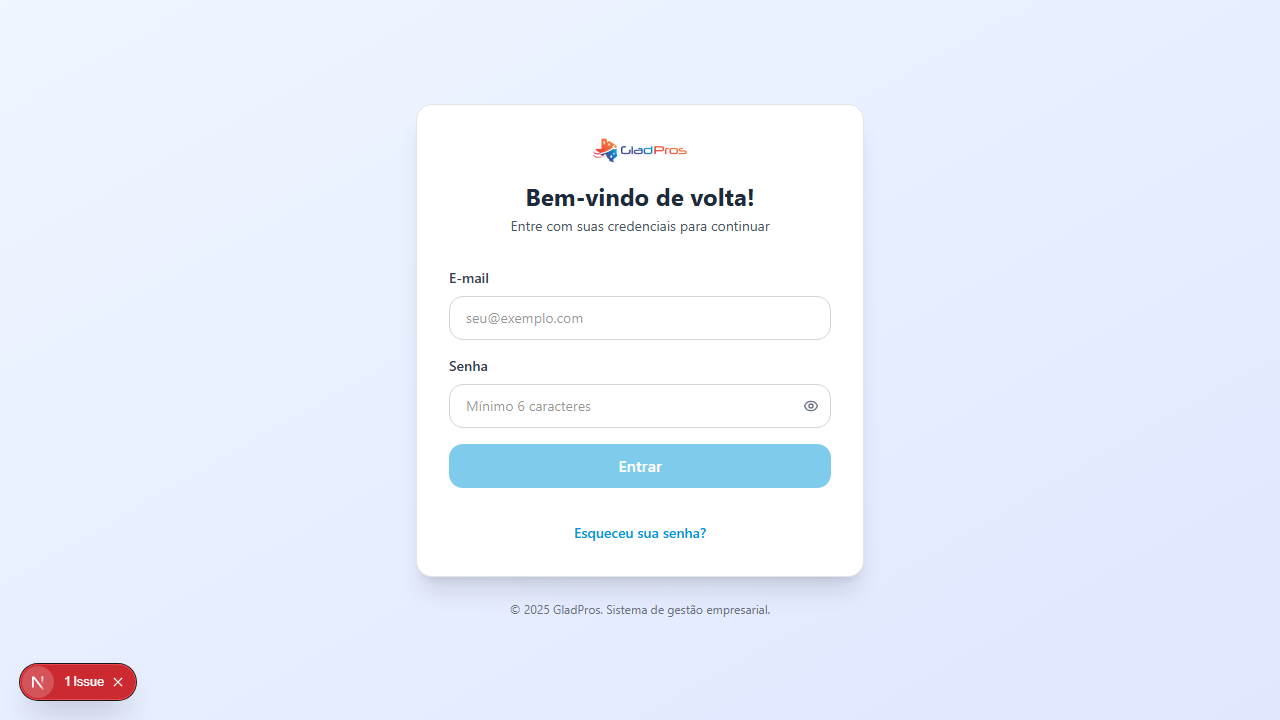 GladPros
Bem-vindo de volta!
Entre com suas credenciais para continuar
E-mail
seu@exemplo.com
Senha
Mínimo 6 caracteres
Entrar
Esqueceu sua senha?
© 2025 GladPros. Sistema de gestão empresarial.
N 1 Issue